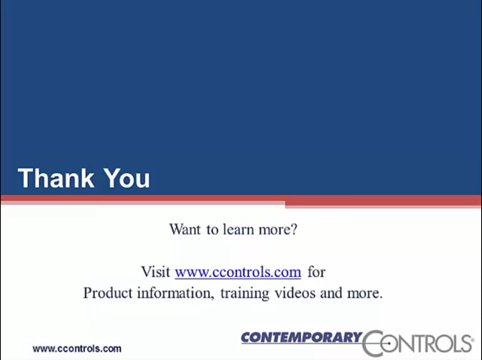 Thank You
Want to learn more?
Visit www.ccontrols.com for
Product information, training videos and more.
www.ccontrols.com
CONTEMPORARY CONTROLS®